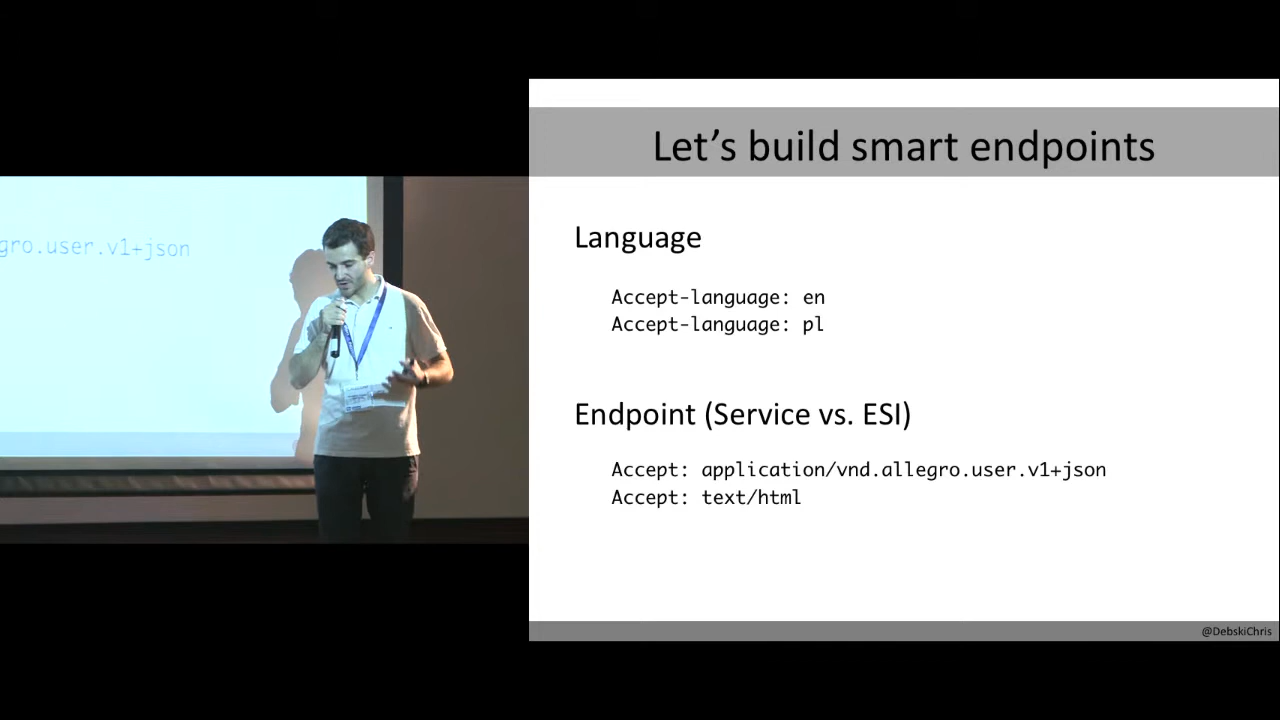 Let's build smart endpoints
Language
Accept-language: en
Accept-language: pl
Endpoint (Service vs. ESI)
Accept: application/vnd.allegro.user.v1+json
Accept: text/html
@DebskiChris
gro.user.v1+json